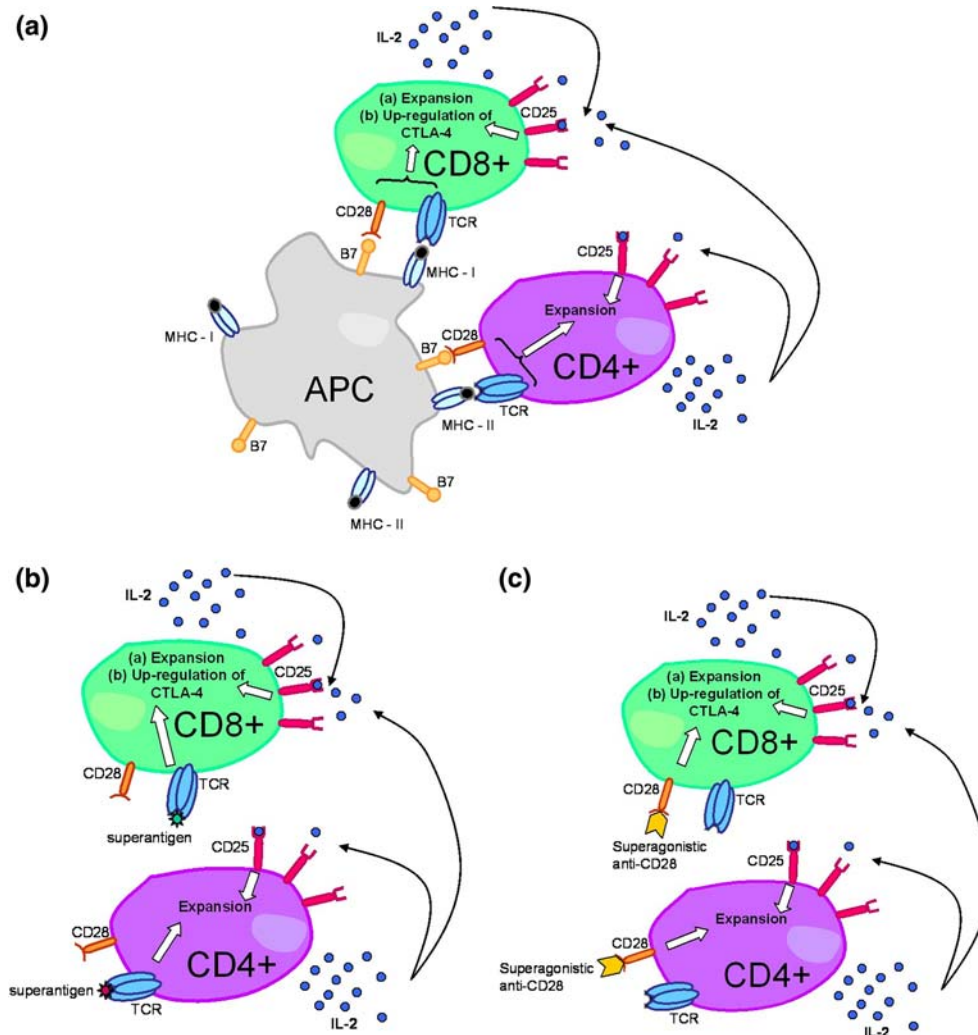 (a)
IL-2
(a) Expansion
(b) Up-regulation of
CTLA-4
CD25
CD8+
CD28
TCR
B7
MHC - I
MHC - I
CD25
Expansion
CD28
B7
CD4+
APC
TCR
MHC - II
IL-2
B7
B7
MHC - II
(b)
IL-2
(a) Expansion
(b) Up-regulation of
CTLA-4
CD25
CD8+
CD28
TCR
superantigen
CD25
Expansion
CD28
CD4+
superantigen
TCR
IL-2
(c)
IL-2
(a) Expansion
(b) Up-regulation of
CTLA-4
CD25
CD8+
CD28
TCR
Superagonistic
anti-CD28
CD25
Expansion
CD28
Superagonistic
anti-CD28
CD4+
TCR
IL-2